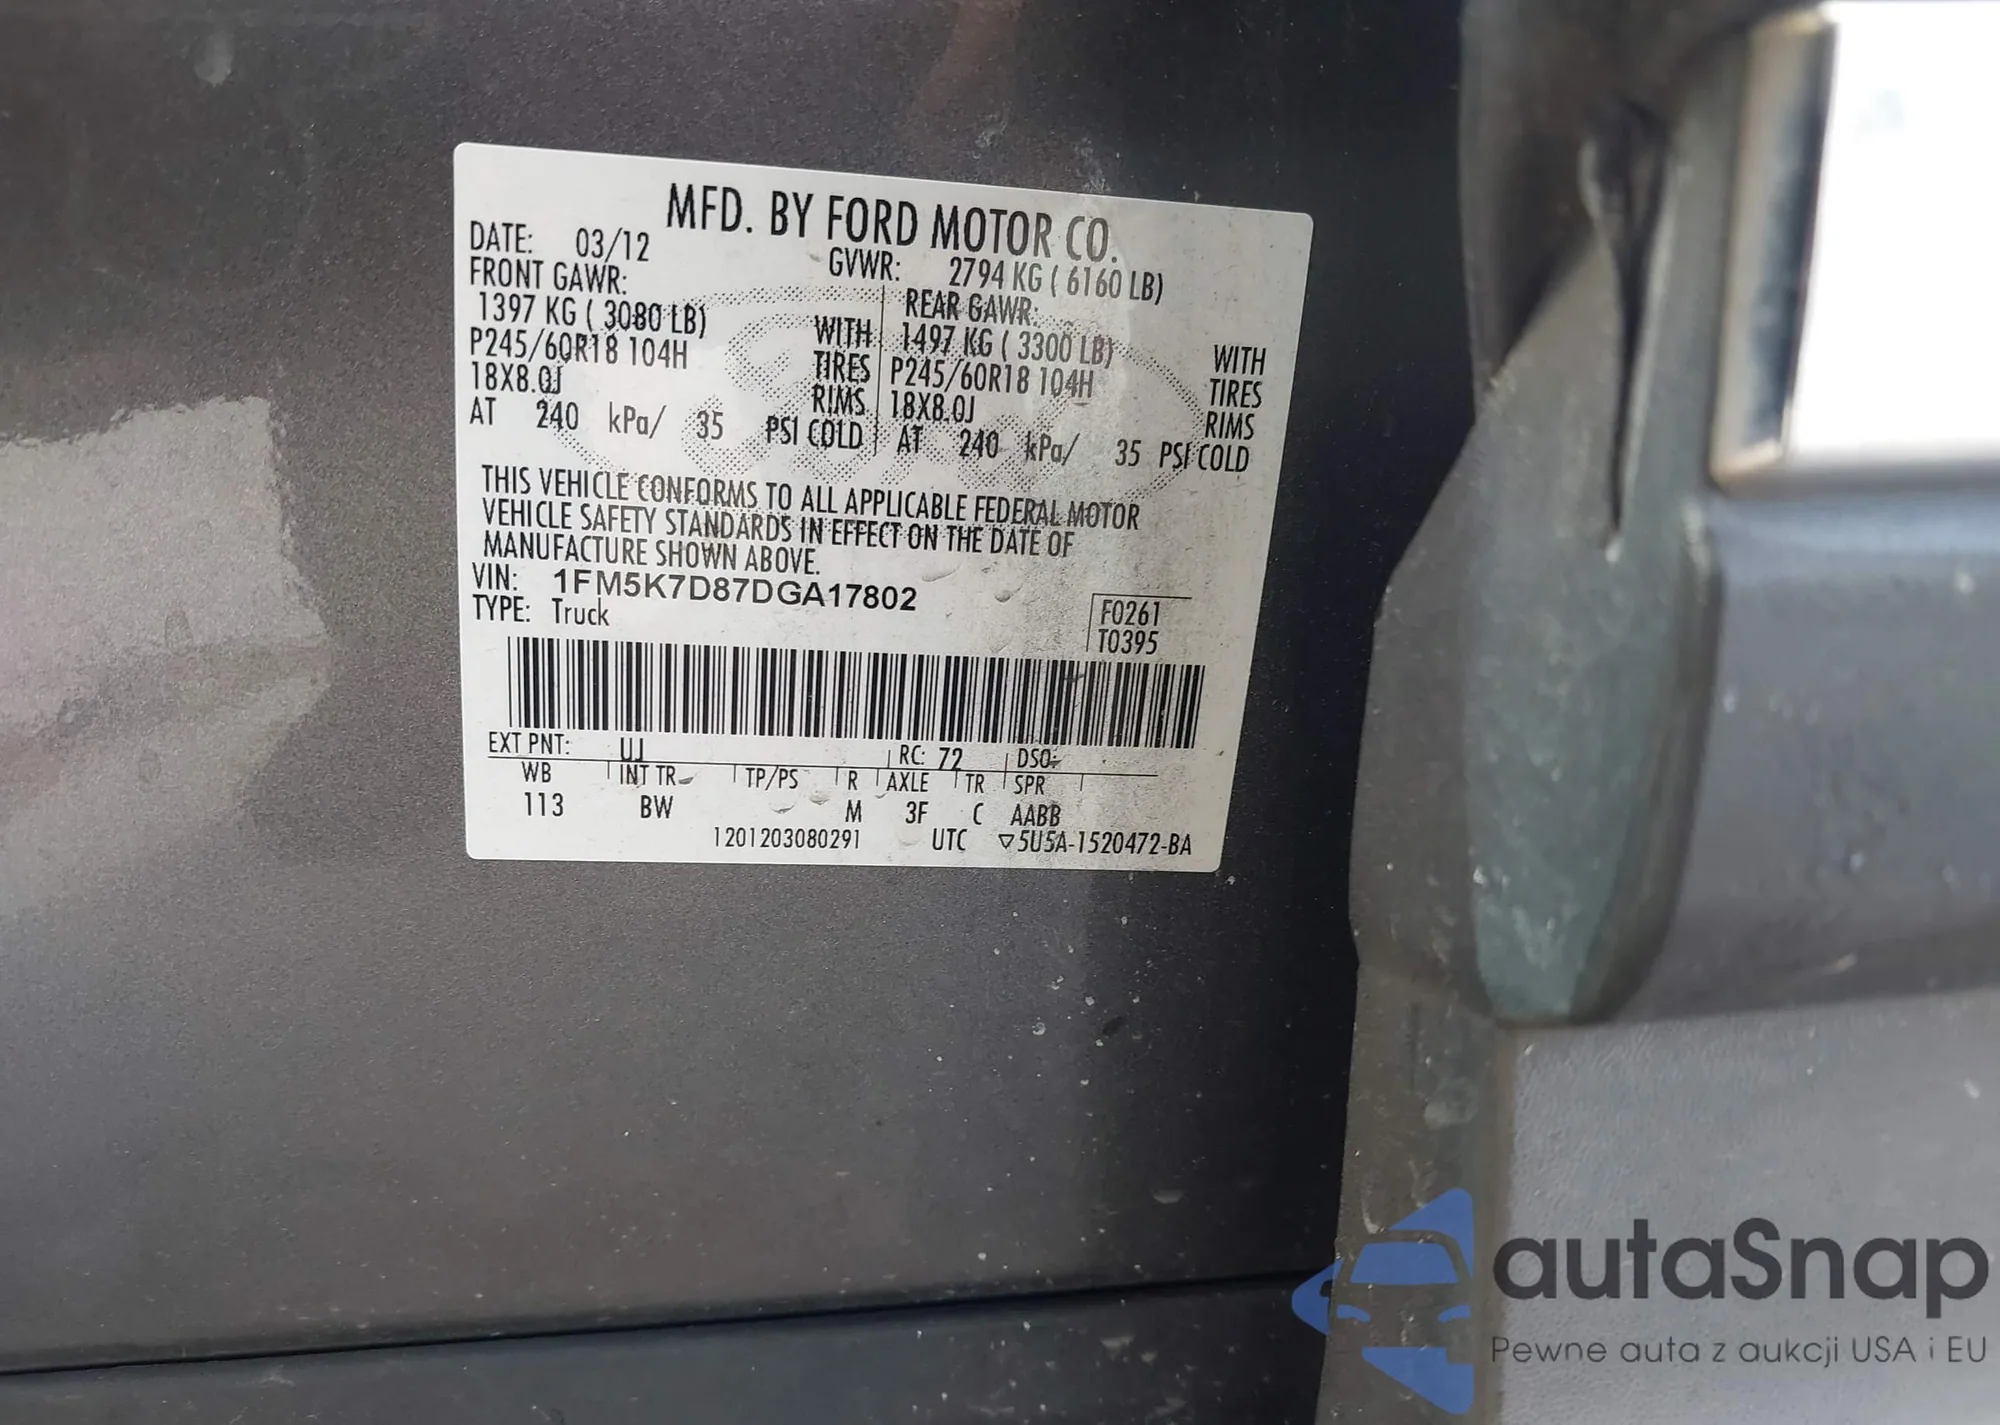 MFD. BY FORD MOTOR CO.
DATE: 03/12 GVWR: 2794 KG ( 6160 LB)
FRONT GAWR: REAR GAWR:
1397 KG ( 3080 LB) WITH 1497 KG ( 3300 LB) WITH
P245/60R18 104H TIRES P245/60R18 104H TIRES
18X8.0J RIMS 18X8.0J RIMS
AT 240 kPa/ 35 PSI COLD AT 240 kPa/ 35 PSI COLD
THIS VEHICLE CONFORMS TO ALL APPLICABLE FEDERAL MOTOR
VEHICLE SAFETY STANDARDS IN EFFECT ON THE DATE OF
MANUFACTURE SHOWN ABOVE.
VIN: 1FM5K7D87DGA17802
TYPE: Truck
F0261
T0395
EXT PNT: UJ RC: 72 DSO:
WB INT TR TP/PS R AXLE TR SPR
113 BW M 3F C AABB
1201203080291 UTC ▽5U5A-1520472-BA
autaSnap
Pewne auta z aukcji USA i EU